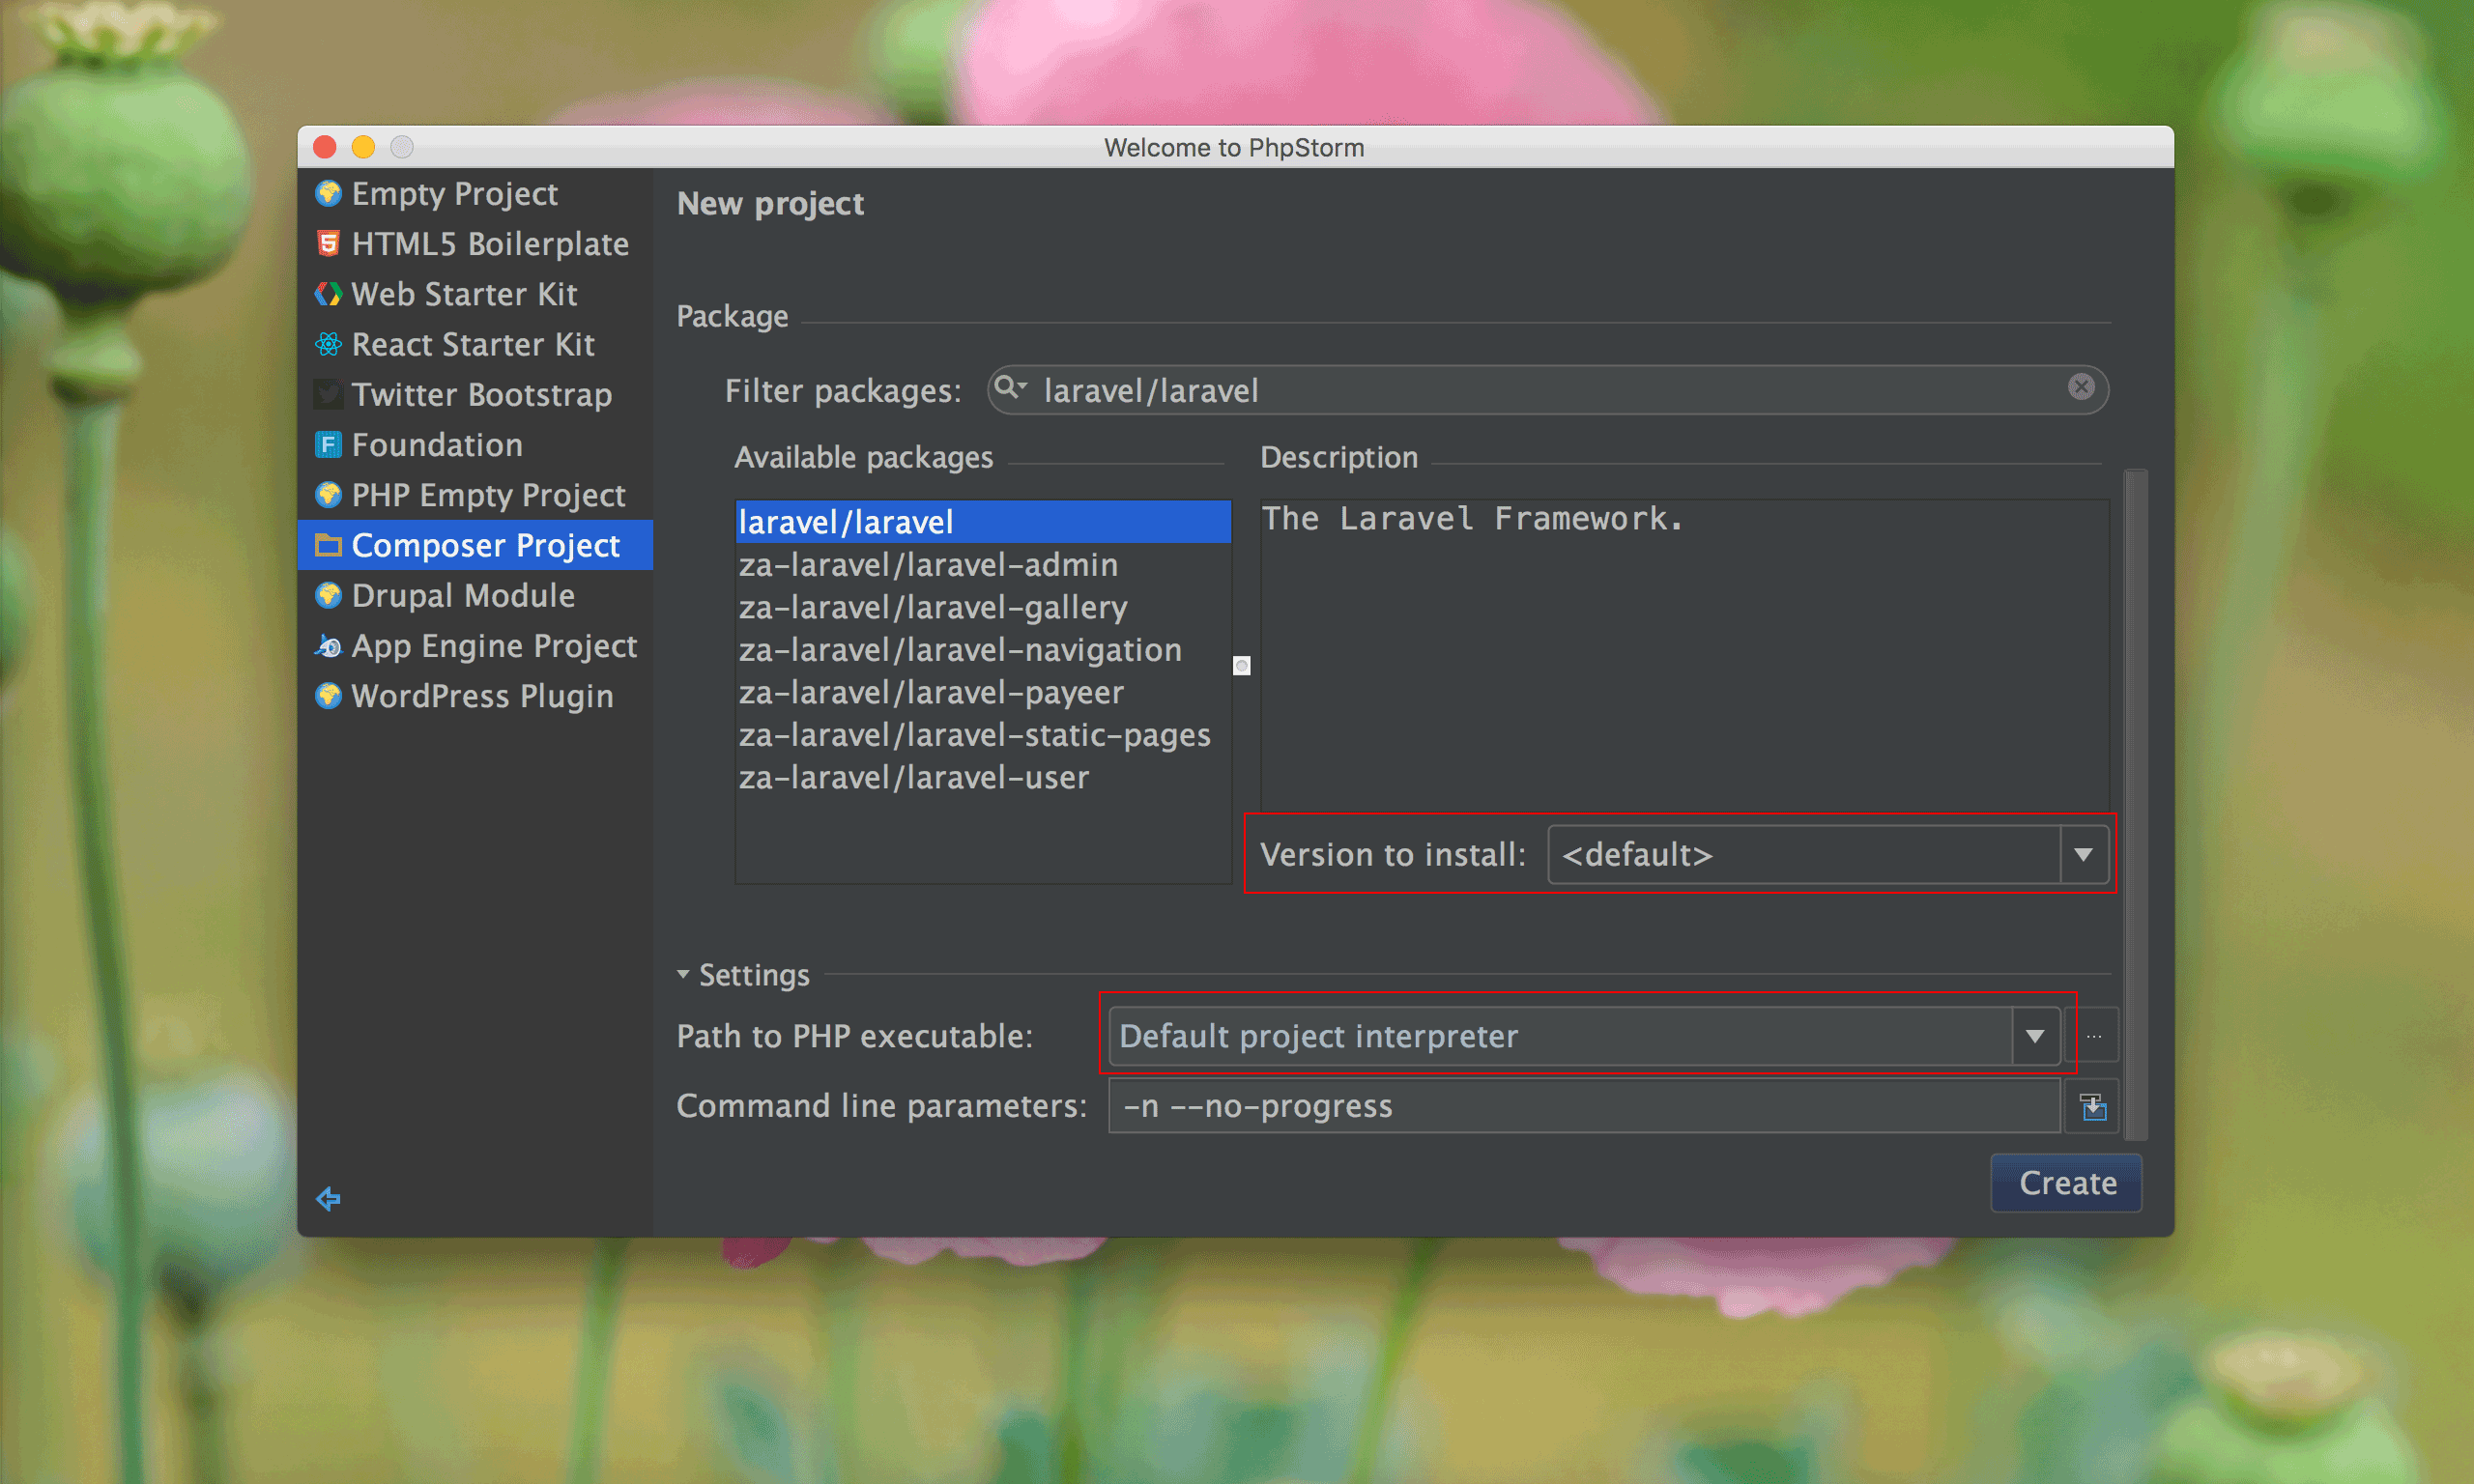 Welcome to PhpStorm
Empty Project
HTML5 Boilerplate
Web Starter Kit
React Starter Kit
Twitter Bootstrap
Foundation
PHP Empty Project
Composer Project
Drupal Module
App Engine Project
WordPress Plugin
New project
Package
Filter packages: laravel/laravel
Available packages
laravel/laravel
za-laravel/laravel-admin
za-laravel/laravel-gallery
za-laravel/laravel-navigation
za-laravel/laravel-payeer
za-laravel/laravel-static-pages
za-laravel/laravel-user
Description
The Laravel Framework.
Version to install: <default>
Settings
Path to PHP executable: Default project interpreter ...
Command line parameters: -n --no-progress
Create